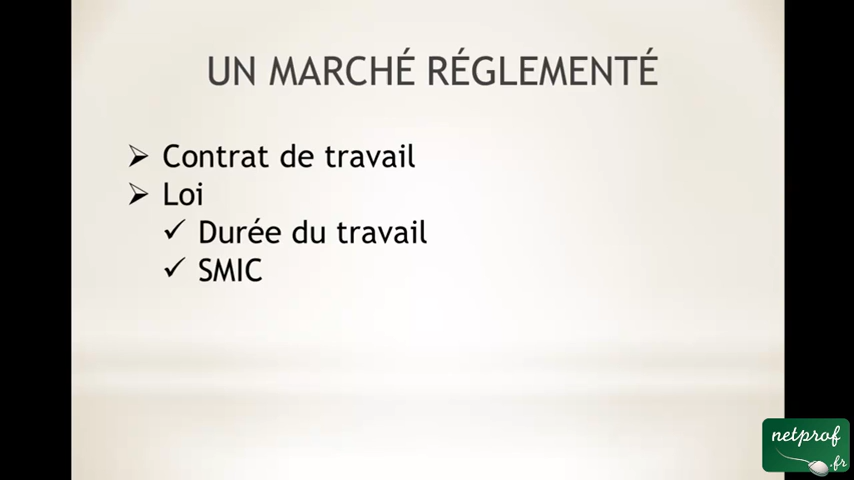 UN MARCHÉ RÉGLEMENTÉ
➢ Contrat de travail
➢ Loi
✓ Durée du travail
✓ SMIC
netprof
.fr